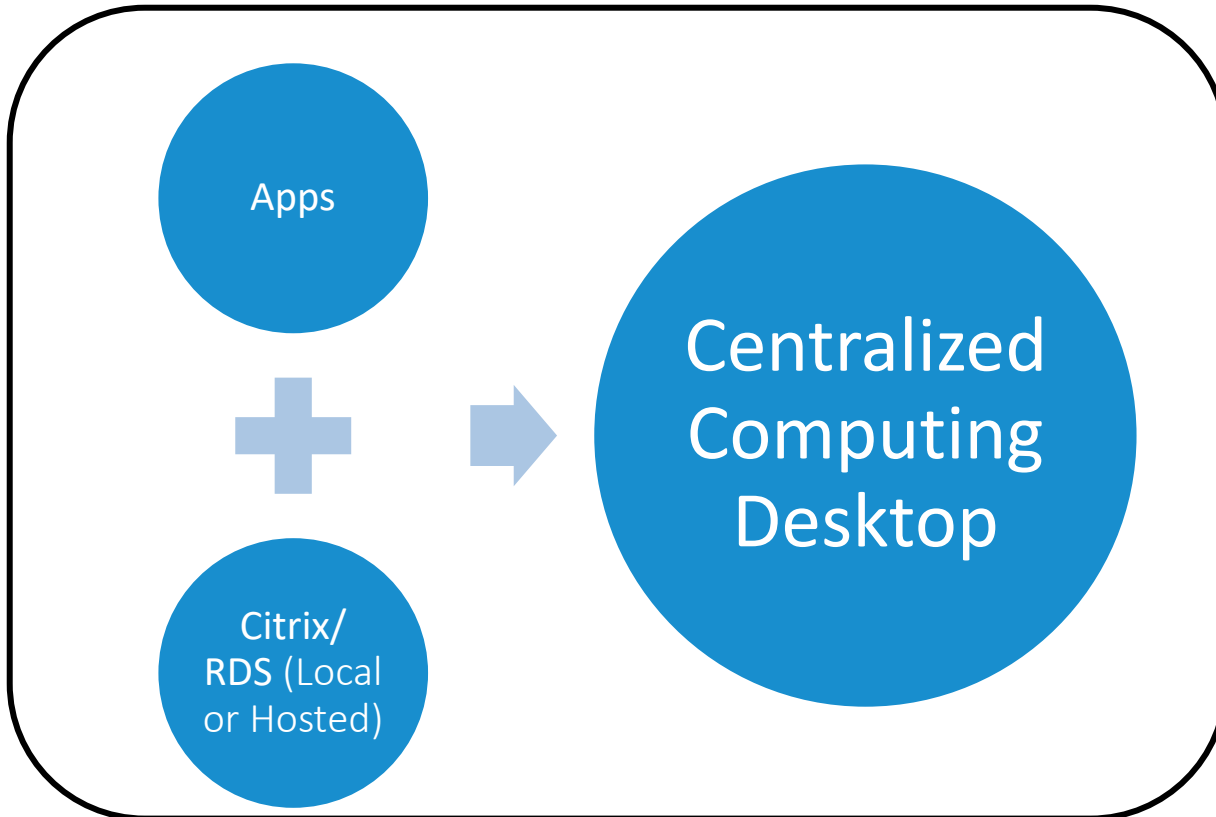 Apps
Citrix/
RDS (Local
or Hosted)
Centralized
Computing
Desktop